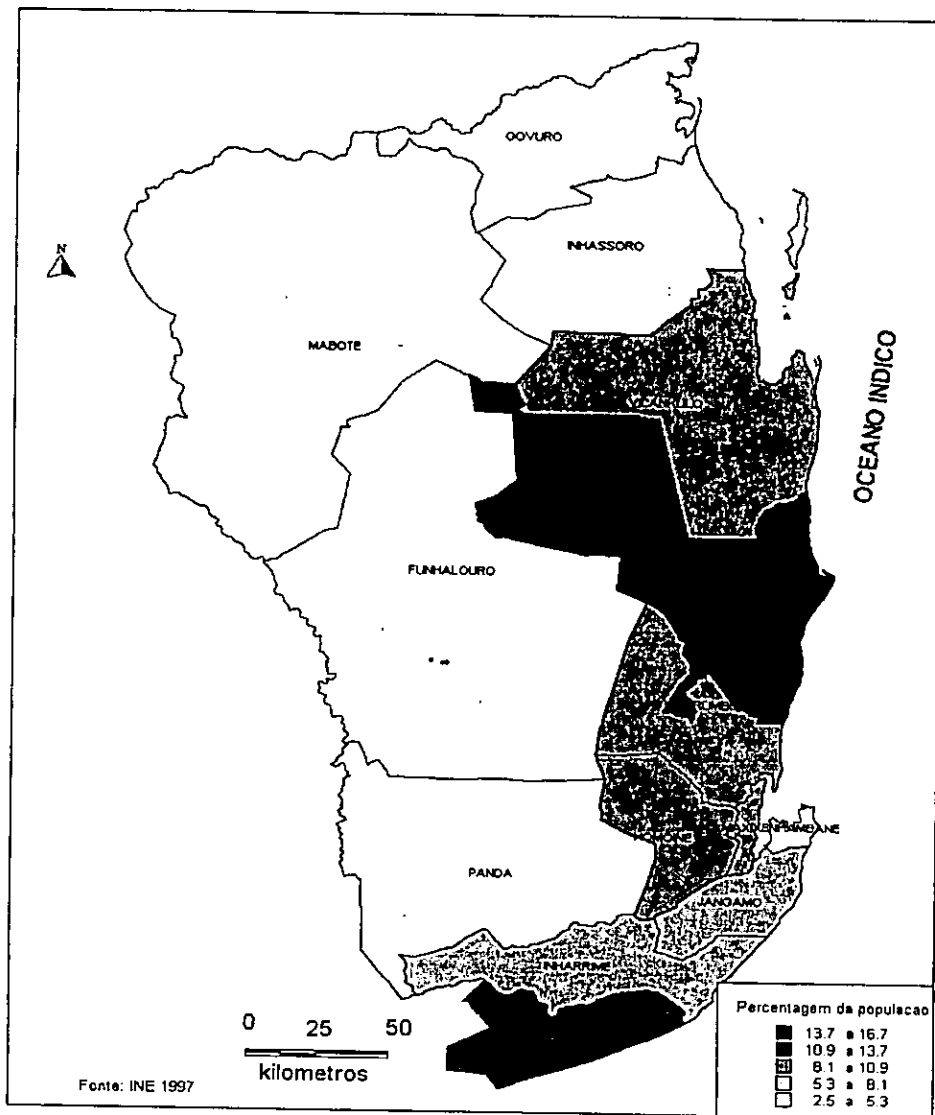 GOVURO
INHASSORO
N
MABOTE
OCEANO INDICO
FUNHALOURO
PANDA
JANGAMO
INHARRIME
0 25 50
kilometros
Fonte: INE 1997
Percentagem da populacao
13.7 a 16.7
10.9 a 13.7
8.1 a 10.9
5.3 a 8.1
2.5 a 5.3